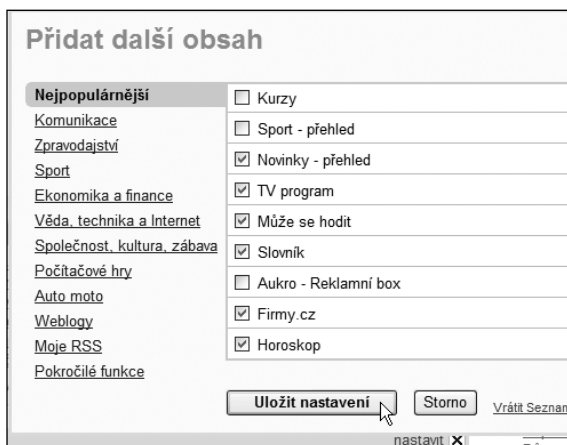 Přidat další obsah
Nejpopulárnější
Komunikace
Zpravodajství
Sport
Ekonomika a finance
Věda, technika a Internet
Společnost, kultura, zábava
Počítačové hry
Auto moto
Weblogy
Moje RSS
Pokročilé funkce
Kurzy
Sport - přehled
Novinky - přehled
TV program
Může se hodit
Slovník
Aukro - Reklamní box
Firmy.cz
Horoskop
Uložit nastavení
Storno
Vrátit Seznam
nastavit